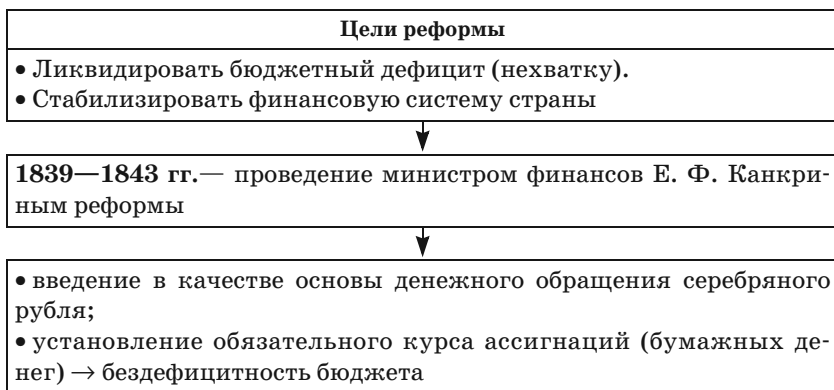 Цели реформы
• Ликвидировать бюджетный дефицит (нехватку).
• Стабилизировать финансовую систему страны
1839—1843 гг.— проведение министром финансов Е. Ф. Канкри-
ным реформы
• введение в качестве основы денежного обращения серебряного
рубля;
• установление обязательного курса ассигнаций (бумажных де-
нег) → бездефицитность бюджета